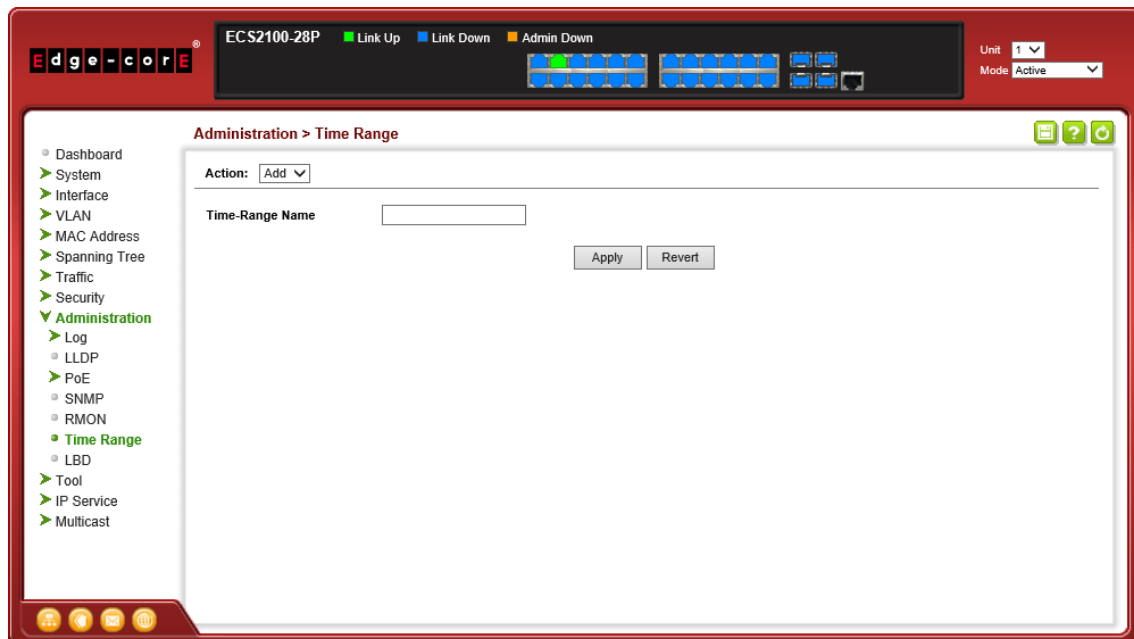 Edge-corE®
ECS2100-28P Link Up Link Down Admin Down
Unit 1
Mode Active
Administration > Time Range
?
Dashboard
System
Interface
VLAN
MAC Address
Spanning Tree
Traffic
Security
Administration
Log
LLDP
PoE
SNMP
RMON
Time Range
LBD
Tool
IP Service
Multicast
Action: Add
Time-Range Name
Apply Revert